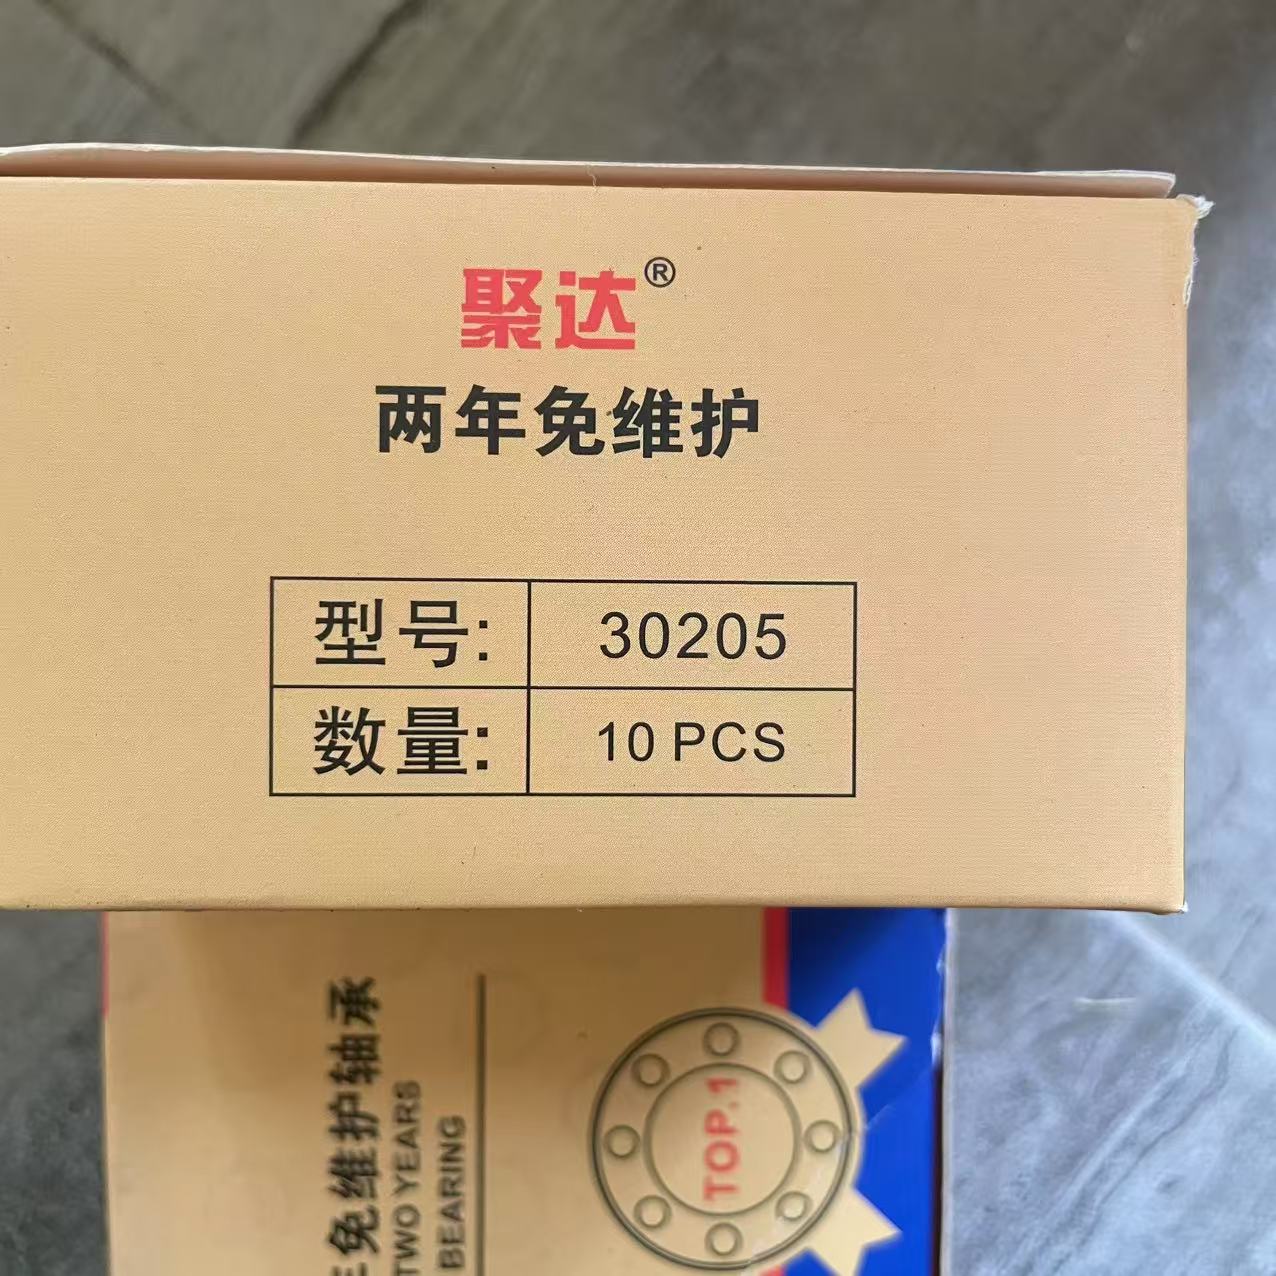 聚达®
两年免维护
型号: 30205
数量: 10 PCS
年免维护轴承
TWO YEARS
BEARING
TOP.1